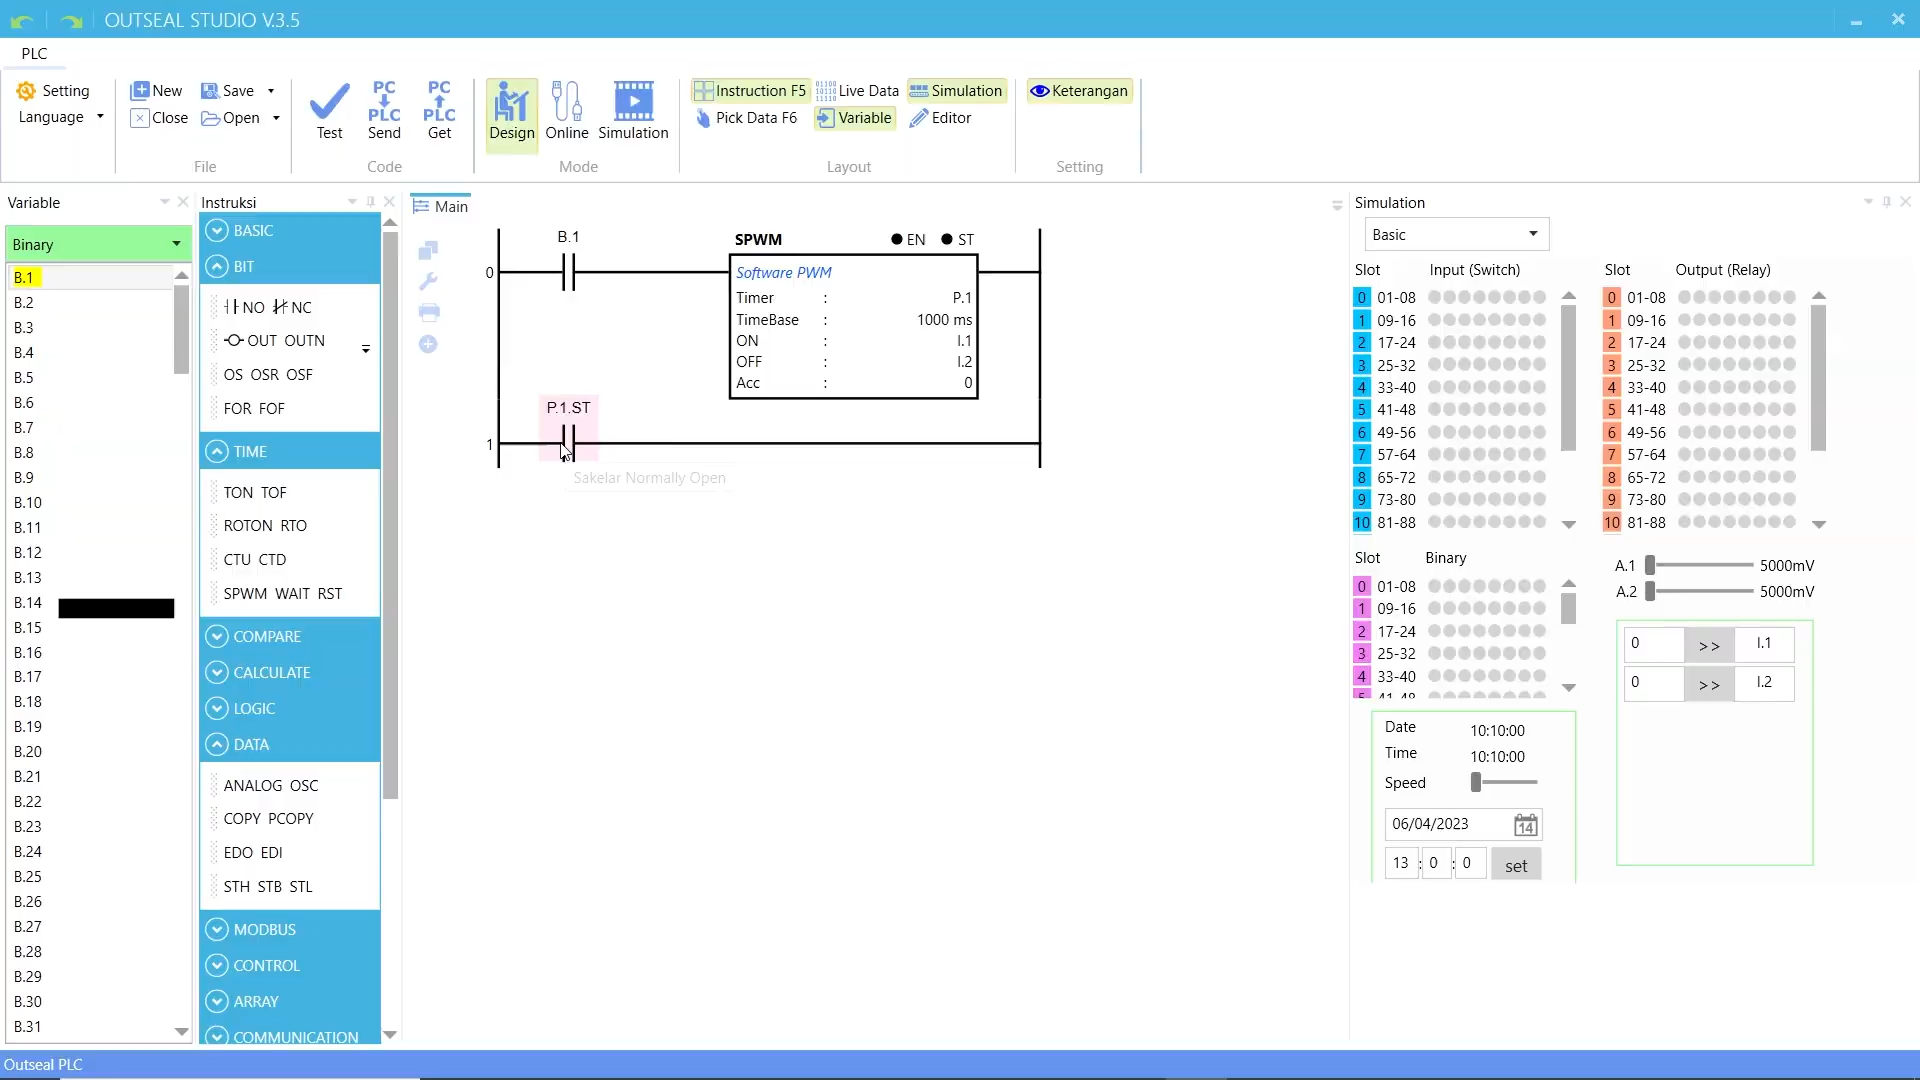 OUTSEAL STUDIO V.3.5
PLC
Setting
Language
New
Save
Close
Open
File
Test
PC PLC Send
PC PLC Get
Code
Design
Online
Simulation
Mode
Instruction F5
Live Data
Simulation
Pick Data F6
Variable
Editor
Layout
Keterangan
Setting
Variable
Binary
B.1
B.2
B.3
B.4
B.5
B.6
B.7
B.8
B.9
B.10
B.11
B.12
B.13
B.14
B.15
B.16
B.17
B.18
B.19
B.20
B.21
B.22
B.23
B.24
B.25
B.26
B.27
B.28
B.29
B.30
B.31
Instruksi
BASIC
BIT
NO NC
OUT OUTN
OS OSR OSF
FOR FOF
TIME
TON TOF
ROTON RTO
CTU CTD
SPWM WAIT RST
COMPARE
CALCULATE
LOGIC
DATA
ANALOG OSC
COPY PCOPY
EDO EDI
STH STB STL
MODBUS
CONTROL
ARRAY
COMMUNICATION
Main
B.1
0
SPWM EN ST
Software PWM
Timer : P.1
TimeBase : 1000 ms
ON : I.1
OFF : I.2
Acc : 0
P.1.ST
1
Sakelar Normally Open
Simulation
Basic
Slot Input (Switch)
0 01-08
1 09-16
2 17-24
3 25-32
4 33-40
5 41-48
6 49-56
7 57-64
8 65-72
9 73-80
10 81-88
Slot Output (Relay)
0 01-08
1 09-16
2 17-24
3 25-32
4 33-40
5 41-48
6 49-56
7 57-64
8 65-72
9 73-80
10 81-88
Slot Binary
0 01-08
1 09-16
2 17-24
3 25-32
4 33-40
5 41-48
A.1 5000mV
A.2 5000mV
0 >> I.1
0 >> I.2
Date 10:10:00
Time 10:10:00
Speed
06/04/2023 14
13 : 0 : 0 set
Outseal PLC